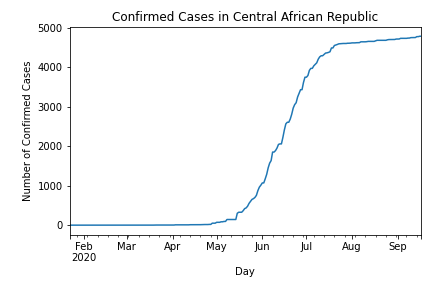 Confirmed Cases in Central African Republic
Number of Confirmed Cases
5000
4000
3000
2000
1000
0
Feb Mar Apr May Jun Jul Aug Sep
2020
Day